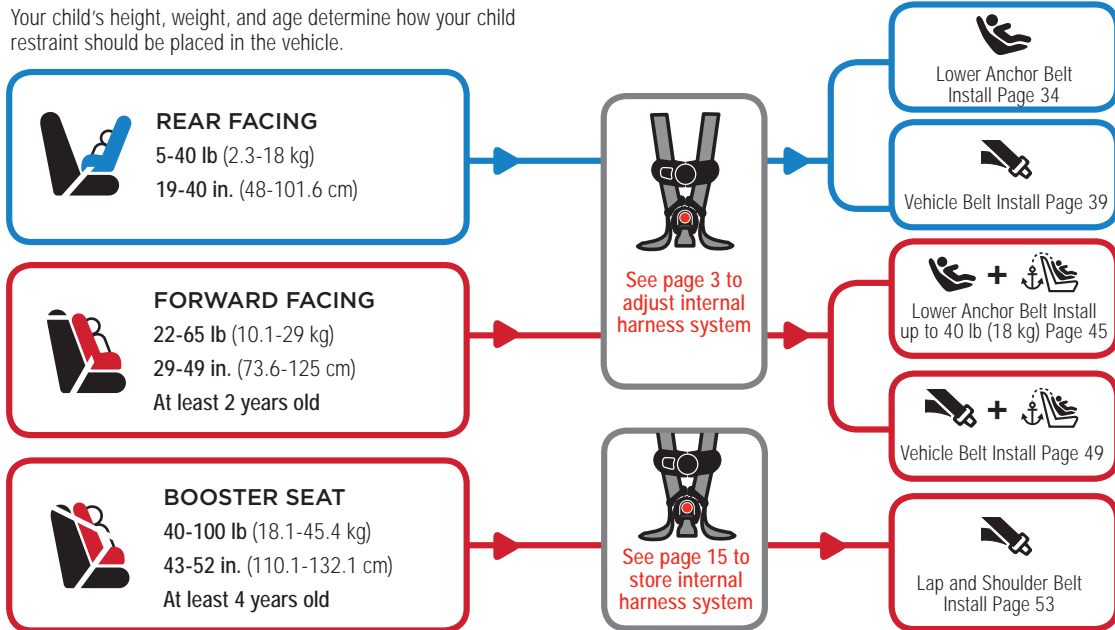 Your child’s height, weight, and age determine how your child
restraint should be placed in the vehicle.
REAR FACING
5-40 lb (2.3-18 kg)
19-40 in. (48-101.6 cm)
FORWARD FACING
22-65 lb (10.1-29 kg)
29-49 in. (73.6-125 cm)
At least 2 years old
BOOSTER SEAT
40-100 lb (18.1-45.4 kg)
43-52 in. (110.1-132.1 cm)
At least 4 years old
See page 3 to
adjust internal
harness system
See page 15 to
store internal
harness system
Lower Anchor Belt
Install Page 34
Vehicle Belt Install Page 39
+
Lower Anchor Belt Install
up to 40 lb (18 kg) Page 45
+
Vehicle Belt Install Page 49
Lap and Shoulder Belt
Install Page 53